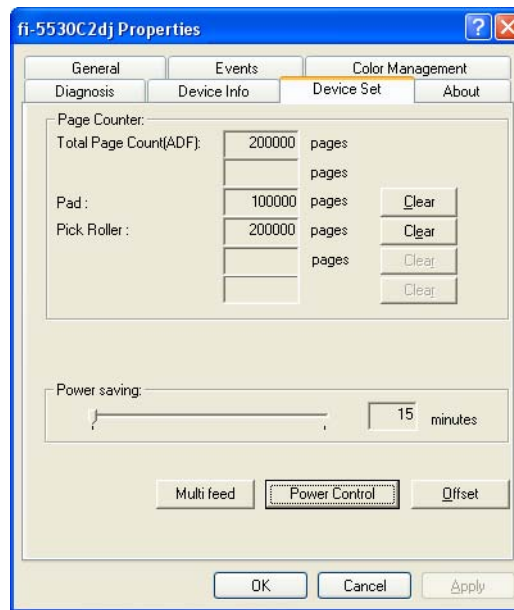 fi-5530C2dj Properties
General Events Color Management
Diagnosis Device Info Device Set About
Page Counter:
Total Page Count(ADF): 200000 pages
pages
Pad : 100000 pages Clear
Pick Roller : 200000 pages Clear
pages Clear
Clear
Power saving:
15 minutes
Multi feed Power Control Offset
OK Cancel Apply